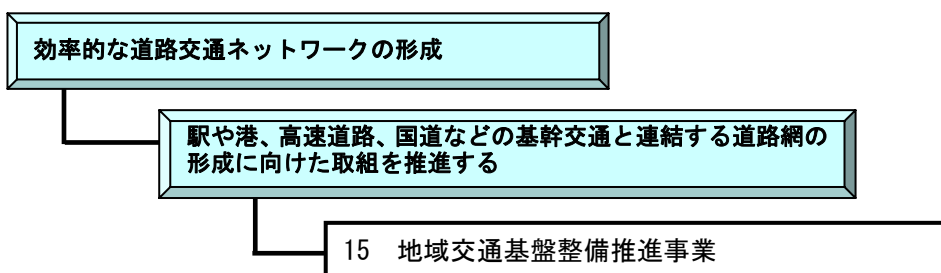 効率的な道路交通ネットワークの形成
駅や港、高速道路、国道などの基幹交通と連結する道路網の
形成に向けた取組を推進する
15　地域交通基盤整備推進事業